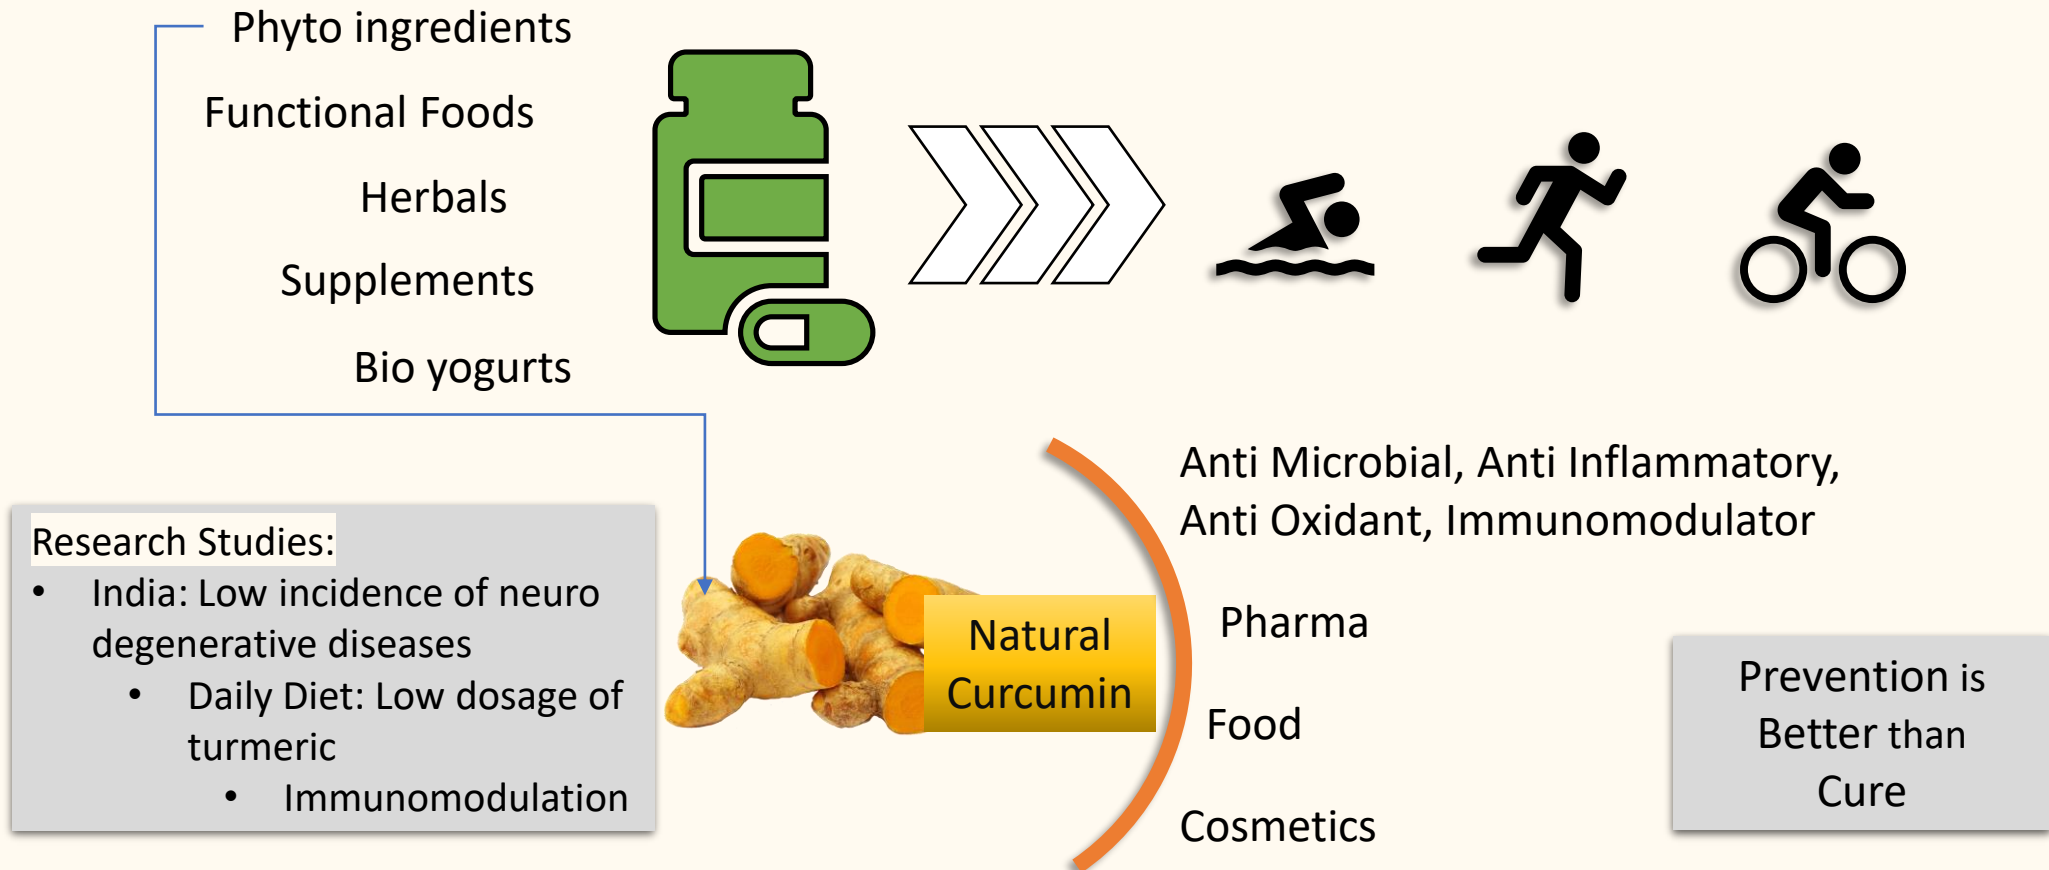 Phyto ingredients
Functional Foods
Herbals
Supplements
Bio yogurts
Research Studies:
• India: Low incidence of neuro
degenerative diseases
• Daily Diet: Low dosage of
turmeric
• Immunomodulation
Natural
Curcumin
Anti Microbial, Anti Inflammatory,
Anti Oxidant, Immunomodulator
Pharma
Food
Cosmetics
Prevention is
Better than
Cure